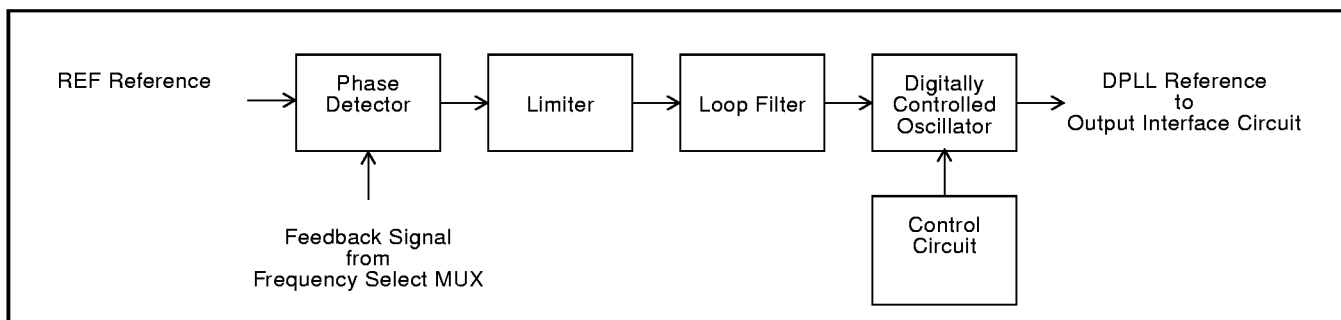 REF Reference
Phase
Detector
Limiter
Loop Filter
Digitally
Controlled
Oscillator
DPLL Reference
to
Output Interface Circuit
Feedback Signal
from
Frequency Select MUX
Control
Circuit